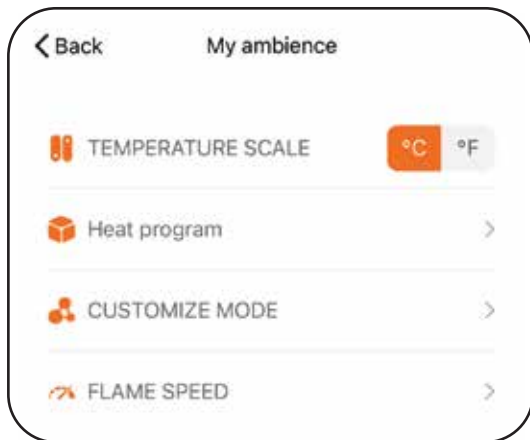 Back My ambience
TEMPERATURE SCALE °C °F
Heat program
CUSTOMIZE MODE
FLAME SPEED